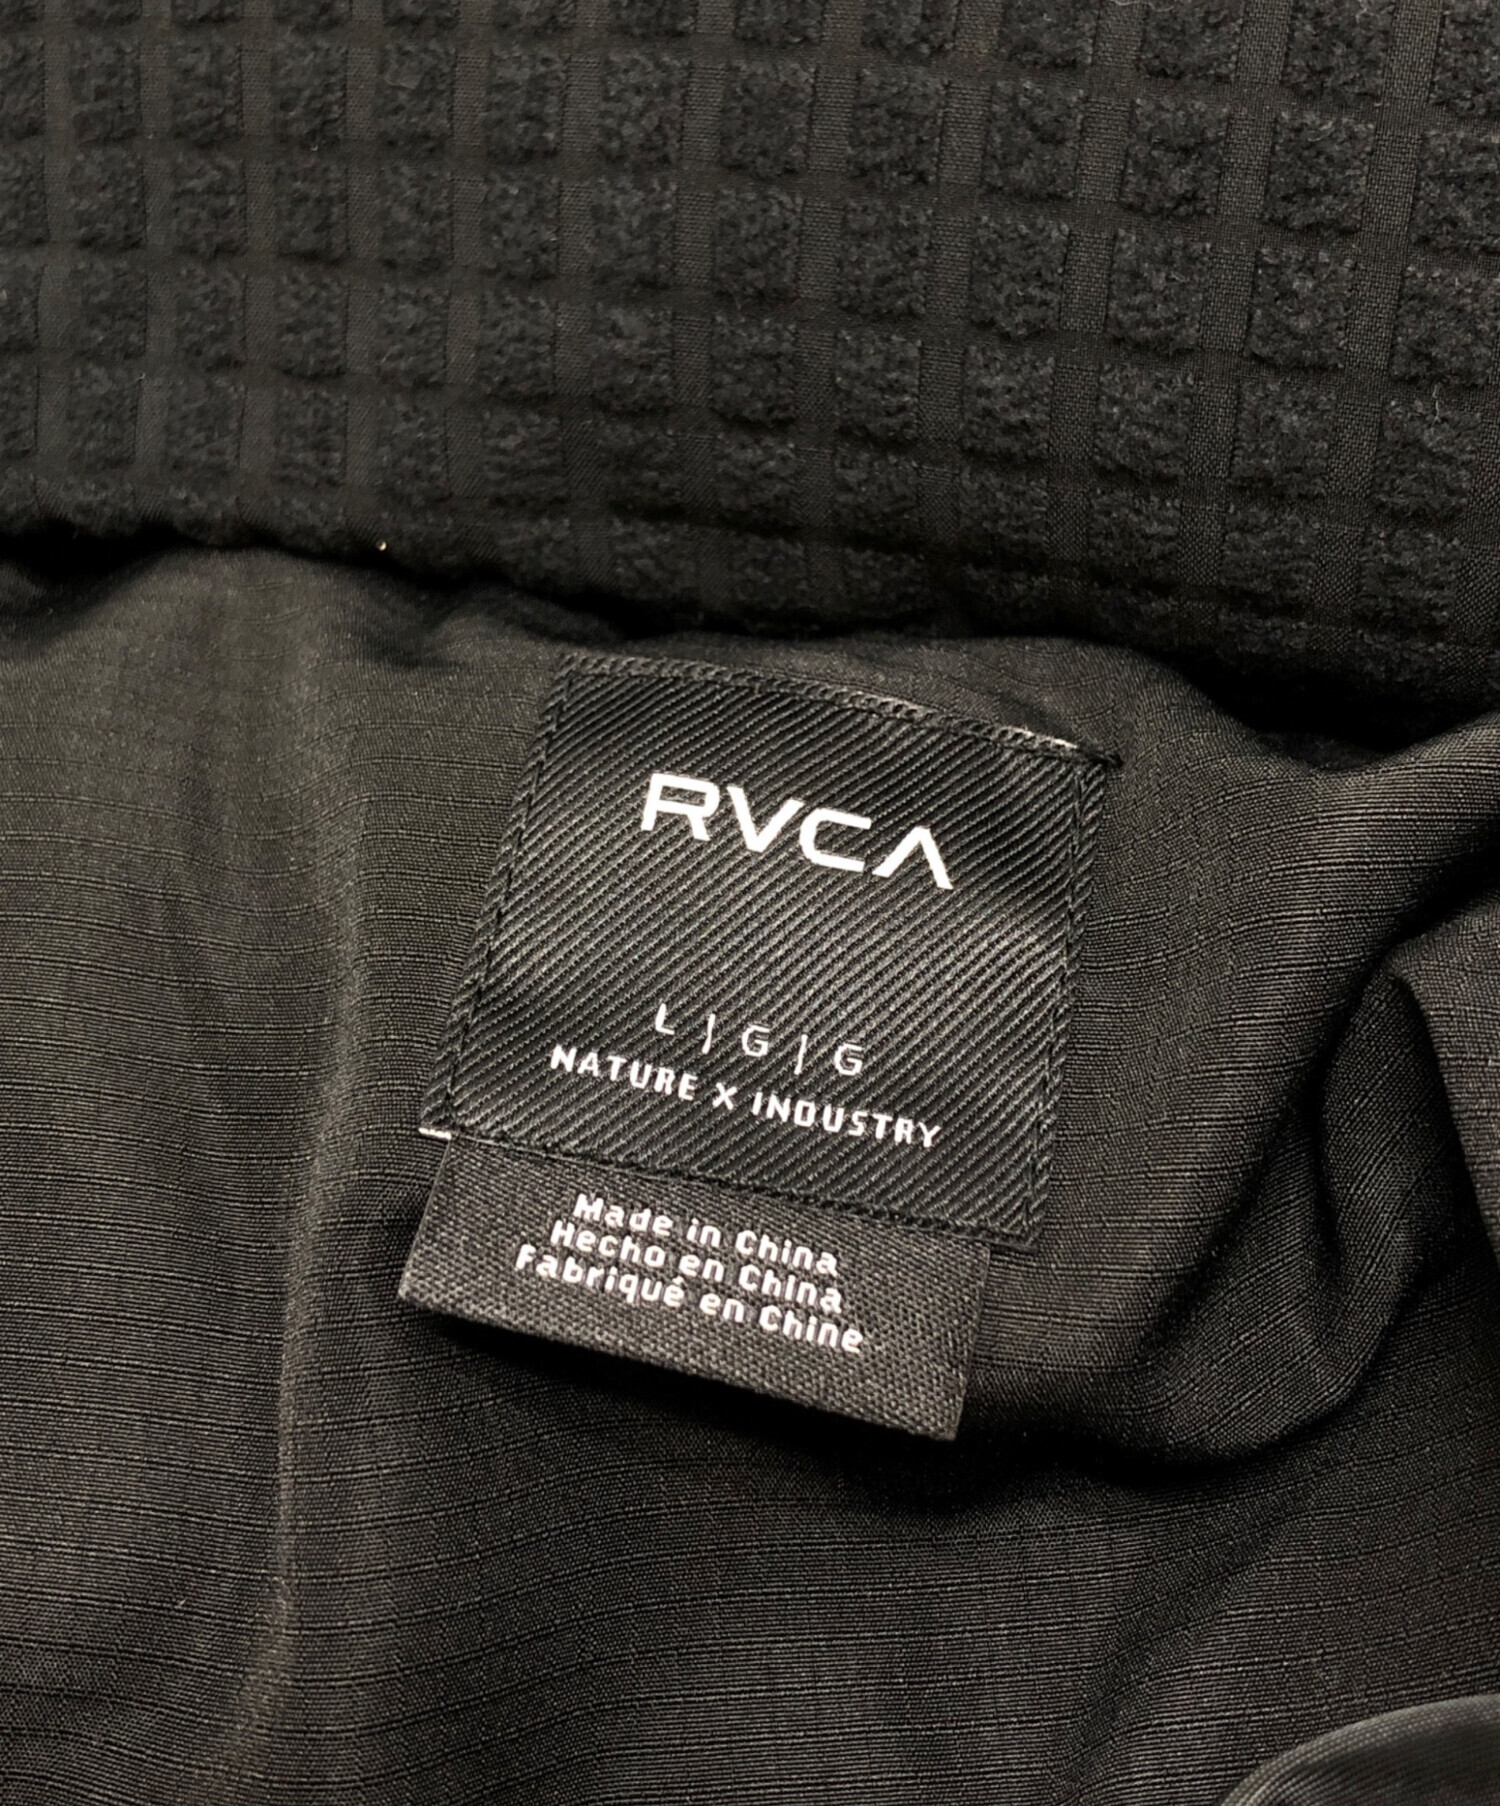 RVCA
L | G | G
NATURE X INDUSTRY
Made in China
Hecho en China
Fabriqué en Chine